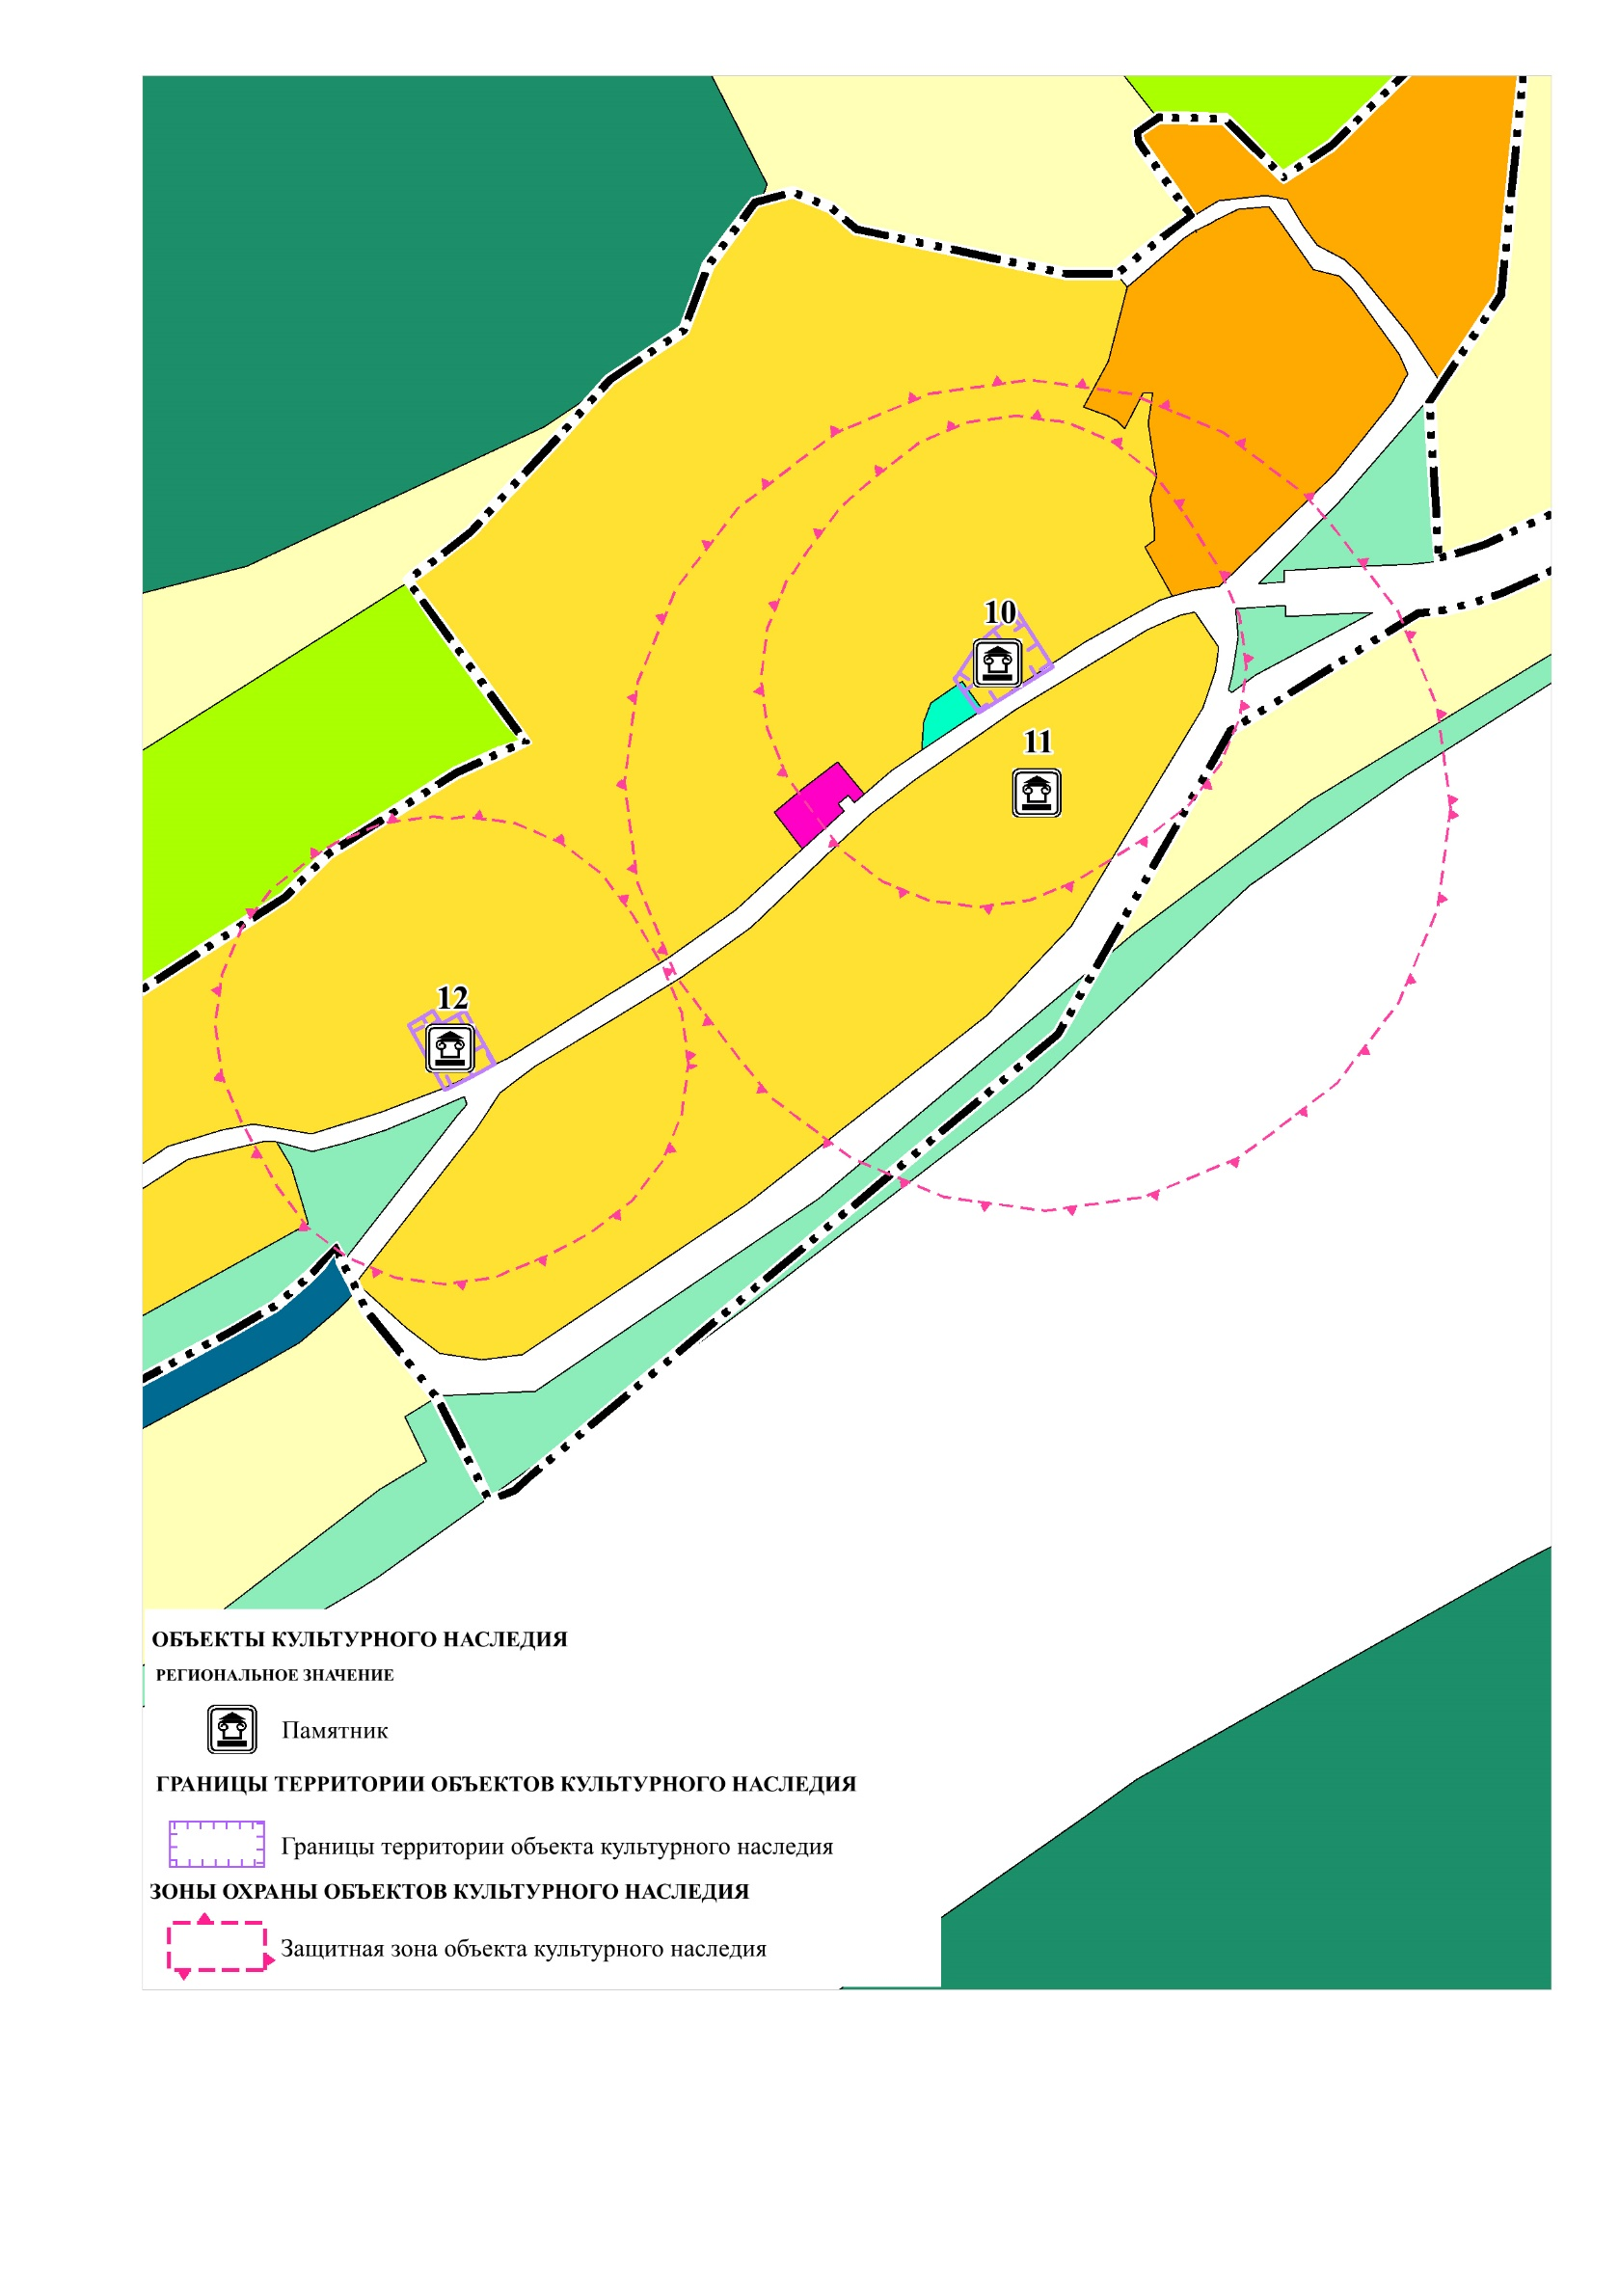 10
11
12
ОБЪЕКТЫ КУЛЬТУРНОГО НАСЛЕДИЯ
РЕГИОНАЛЬНОЕ ЗНАЧЕНИЕ
Памятник
ГРАНИЦЫ ТЕРРИТОРИИ ОБЪЕКТОВ КУЛЬТУРНОГО НАСЛЕДИЯ
Границы территории объекта культурного наследия
ЗОНЫ ОХРАНЫ ОБЪЕКТОВ КУЛЬТУРНОГО НАСЛЕДИЯ
Защитная зона объекта культурного наследия